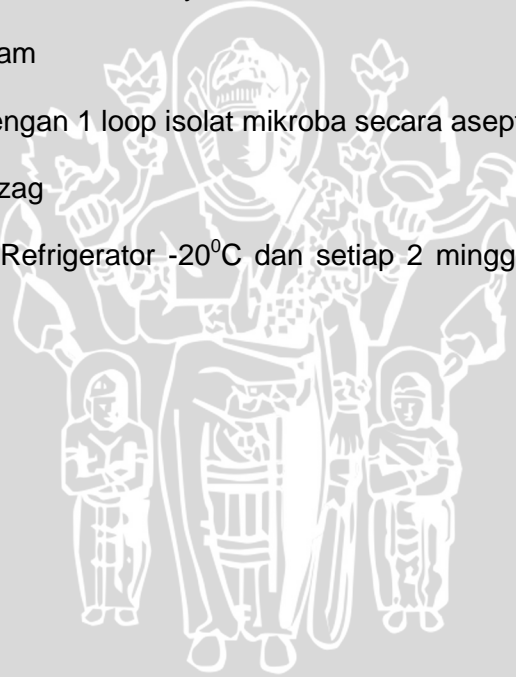 am
engan 1 loop isolat mikroba secara asep
zag
Refrigerator -20⁰C dan setiap 2 mingg